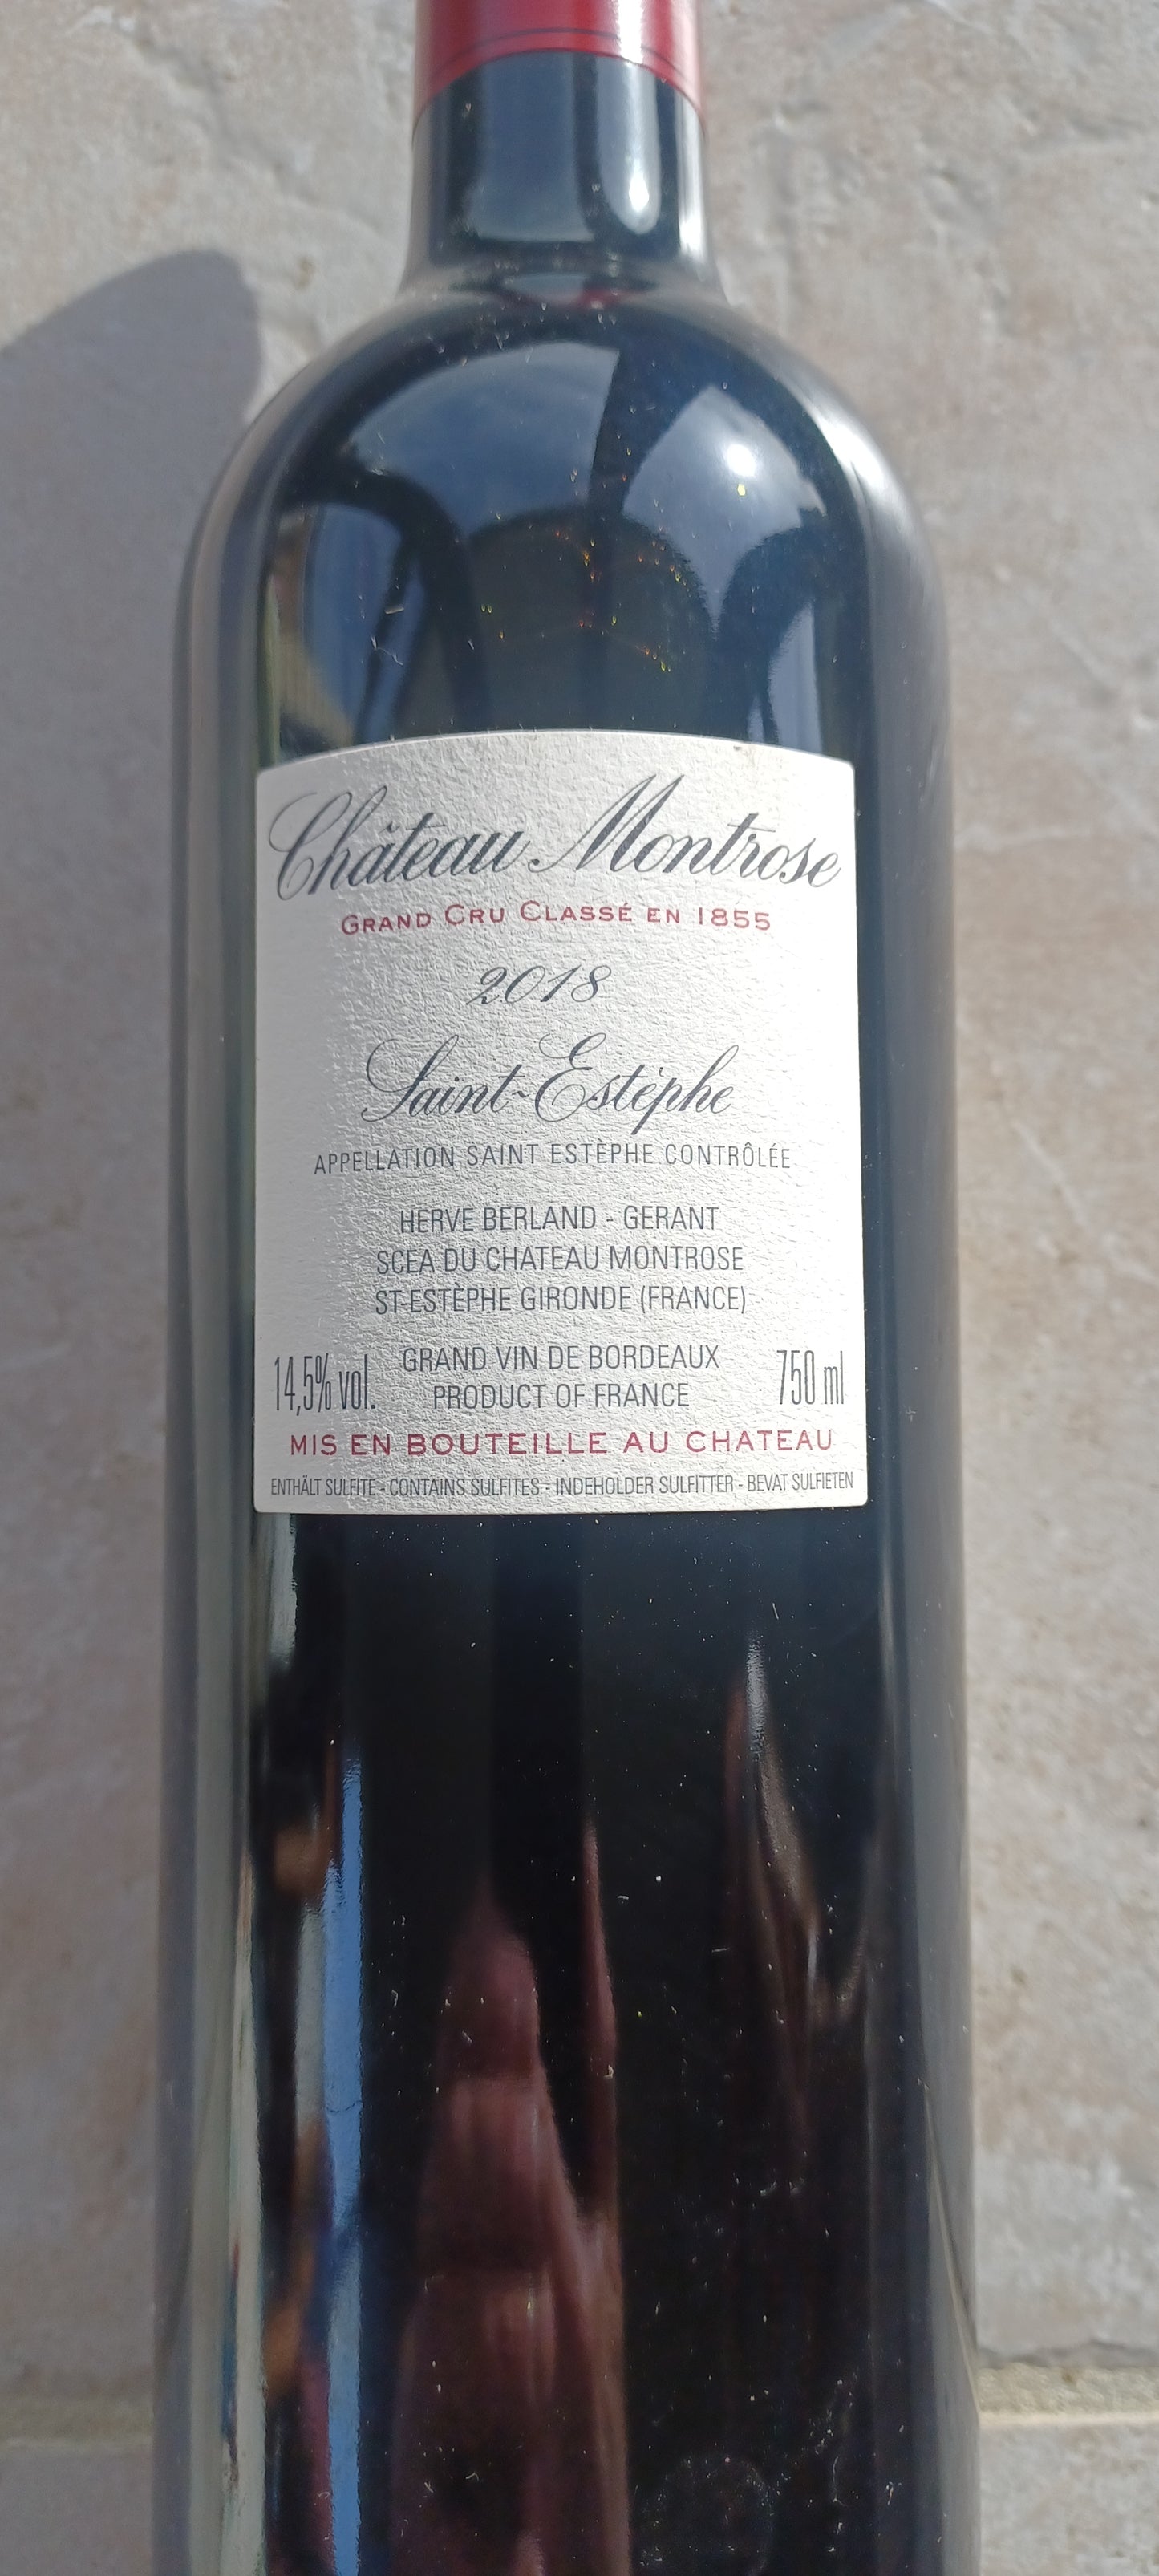 Château Montrose
GRAND CRU CLASSÉ EN 1855
2018
Saint-Estèphe
APPELLATION SAINT ESTÈPHE CONTRÔLÉE
HERVE BERLAND - GERANT
SCEA DU CHATEAU MONTROSE
ST-ESTÈPHE GIRONDE (FRANCE)
14,5% vol. GRAND VIN DE BORDEAUX 750 ml
PRODUCT OF FRANCE
MIS EN BOUTEILLE AU CHATEAU
ENTHÄLT SULFITE - CONTAINS SULFITES - INDEHOLDER SULFITTER - BEVAT SULFIETEN